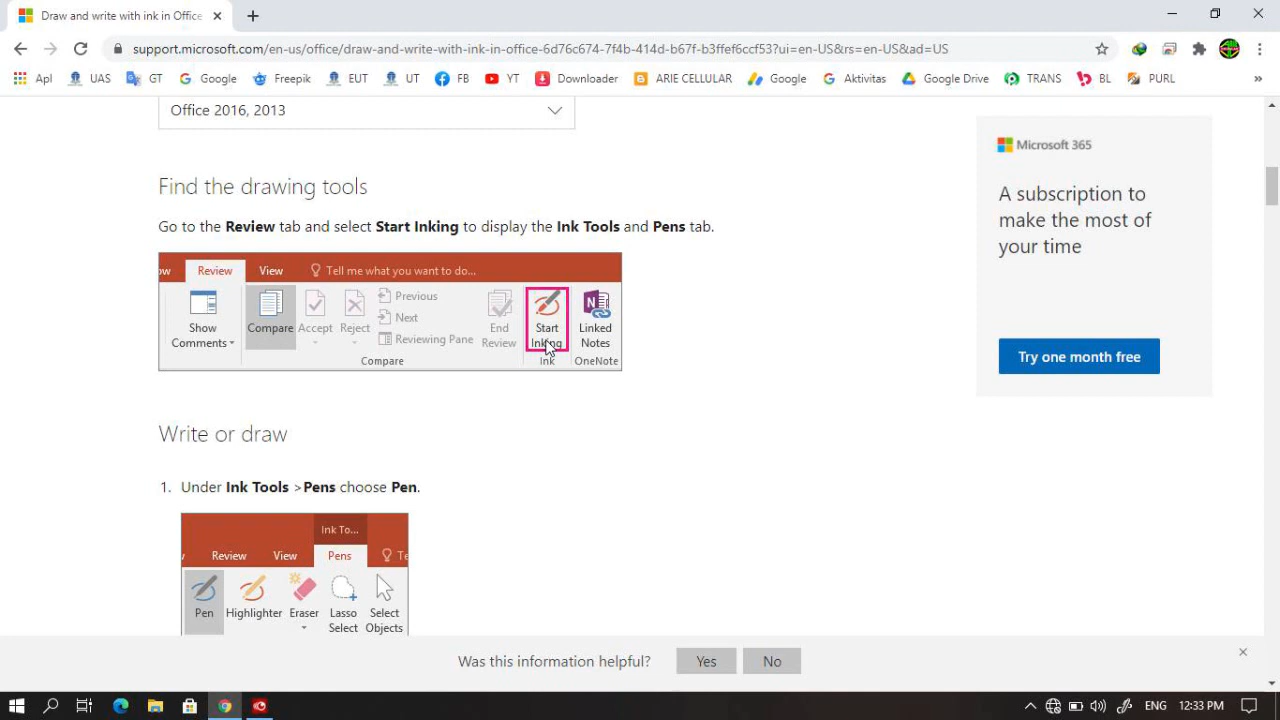 Draw and write with ink in Office
support.microsoft.com/en-us/office/draw-and-write-with-ink-in-office-6d76c674-7f4b-414d-b67f-b3ffef6ccf53?ui=en-US&rs=en-US&ad=US
Apl UAS GT Google Freepik EUT UT FB YT Downloader ARIE CELLULAR Google Aktivitas Google Drive TRANS BL PURL »
Office 2016, 2013
Microsoft 365
A subscription to
make the most of
your time
Try one month free
Find the drawing tools
Go to the Review tab and select Start Inking to display the Ink Tools and Pens tab.
ow Review View Tell me what you want to do...
Show
Comments
Compare
Accept
Reject
Previous
Next
Reviewing Pane
End
Review
Start
Inking
Linked
Notes
Compare Ink OneNote
Write or draw
1. Under Ink Tools >Pens choose Pen.
Ink To...
Review View Pens Te
Pen Highlighter Eraser Lasso
Select Select
Objects
Was this information helpful? Yes No
ENG 12:33 PM